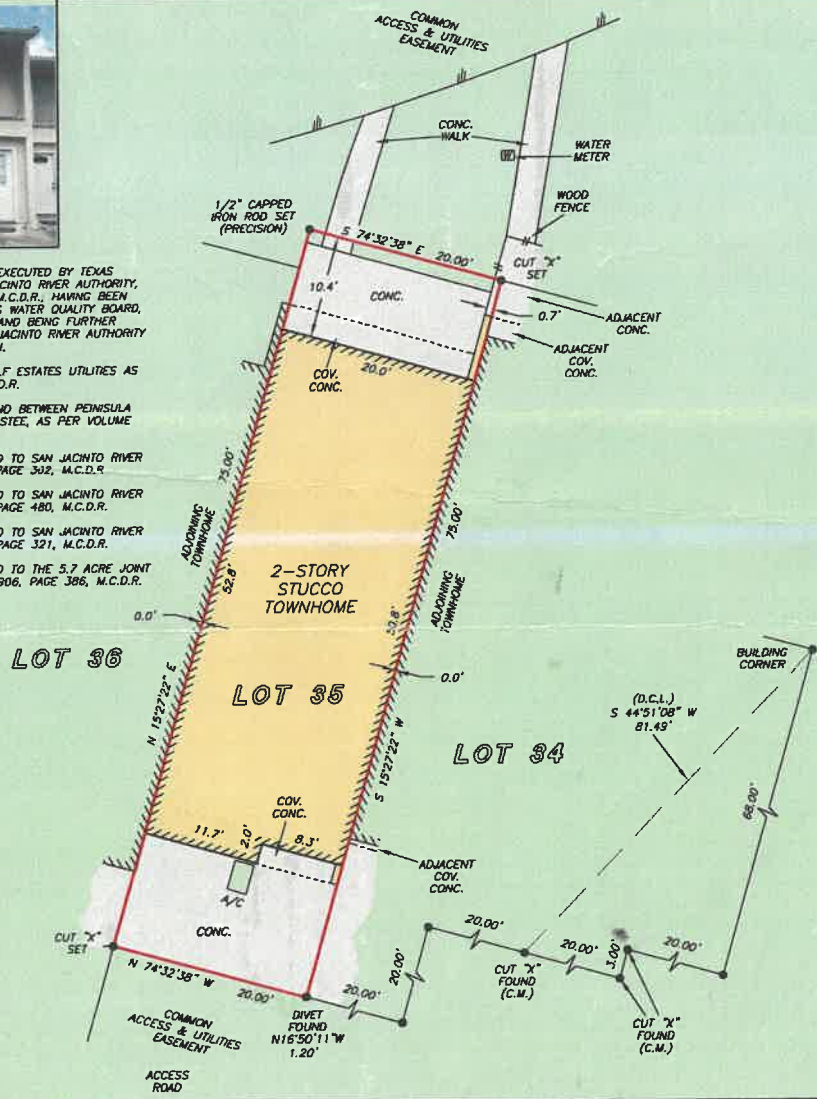 COMMON
ACCESS & UTILITIES
EASEMENT
CONC.
WALK
WATER
METER
WOOD
FENCE
1/2" CAPPED
IRON ROD SET
(PRECISION)
S 74°32'38" E
20.00'
CUT "X"
SET
10.4'
CONC.
0.7'
ADJACENT
CONC.
ADJACENT
COV.
CONC.
COV.
CONC.
20.0'
EXECUTED BY TEXAS
JACINTO RIVER AUTHORITY,
M.C.D.R.; HAVING BEEN
WATER QUALITY BOARD,
AND BEING FURTHER
JACINTO RIVER AUTHORITY
ESTATES UTILITIES AS
BETWEEN PEINISULA
AS PER VOLUME
TO SAN JACINTO RIVER
PAGE 302, M.C.D.R.
TO SAN JACINTO RIVER
PAGE 480, M.C.D.R.
TO SAN JACINTO RIVER
PAGE 321, M.C.D.R.
TO THE 5.7 ACRE JOINT
906, PAGE 386, M.C.D.R.
75.00'
ADJOINING
TOWNHOME
52.8'
0.0'
N 15°27'22" E
2-STORY
STUCCO
TOWNHOME
75.00'
ADJOINING
TOWNHOME
50.8'
0.0'
S 15°27'22" W
LOT 36
LOT 35
LOT 34
BUILDING
CORNER
(D.C.L.)
S 44°51'08" W
81.49'
68.00'
COV.
CONC.
11.7'
2.0'
8.3'
A/C
ADJACENT
COV.
CONC.
CONC.
CUT "X"
SET
N 74°32'38" W
20.00'
COMMON
ACCESS & UTILITIES
EASEMENT
ACCESS
ROAD
DIVET
FOUND
N16°50'11"W
1.20'
20.00'
20.00'
20.00'
CUT "X"
FOUND
(C.M.)
20.00'
3.00'
20.00'
CUT "X"
FOUND
(C.M.)